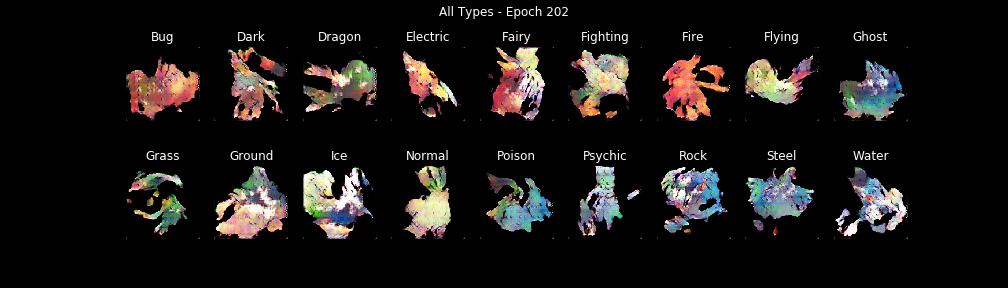 All Types - Epoch 202
Bug Dark Dragon Electric Fairy Fighting Fire Flying Ghost
Grass Ground Ice Normal Poison Psychic Rock Steel Water